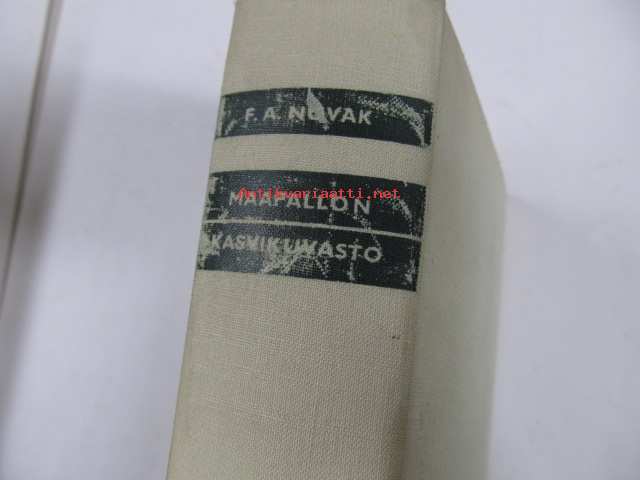 F. A. NOVAK
Antikvariaatti.net
MAAPALLON
KASVIKUVASTO